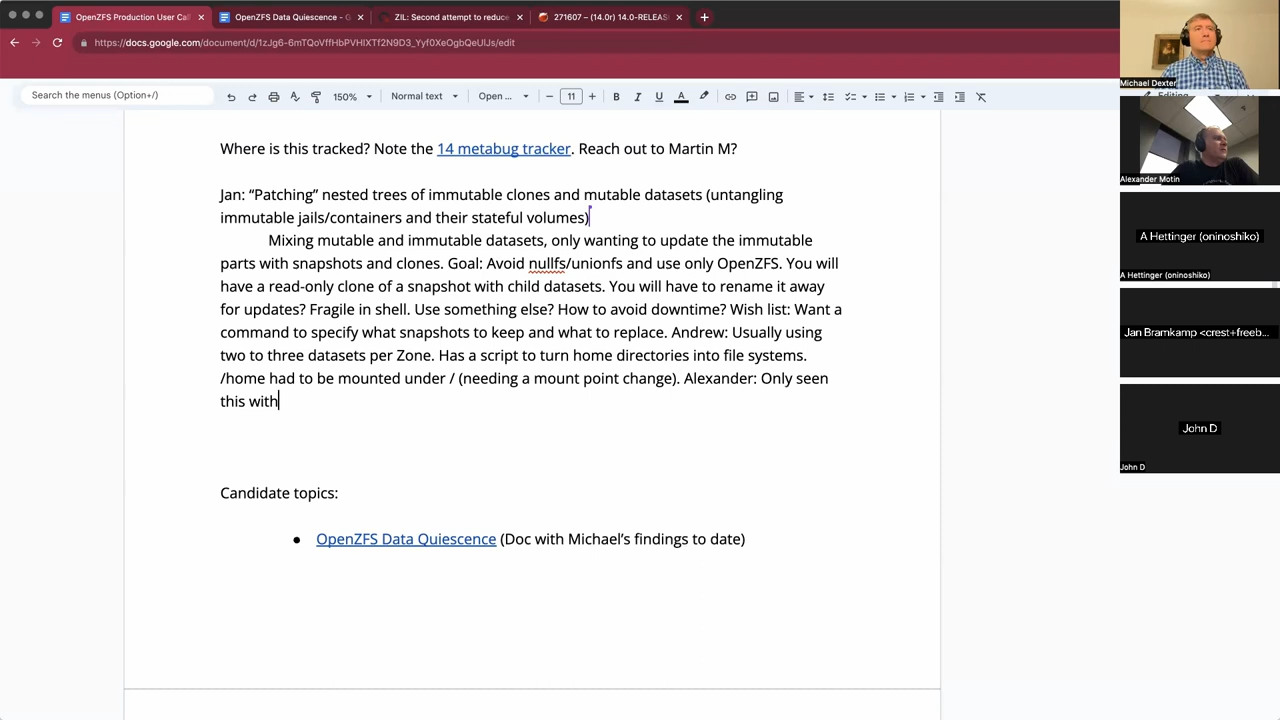 OpenZFS Production User Cal
OpenZFS Data Quiescence - G
ZIL: Second attempt to reduce
271607 – (14.0r) 14.0-RELEAS
https://docs.google.com/document/d/1zJg6-6mTQoVffHbPVHIXTf2N9D3_Yyf0XeOgbQeUlJs/edit
Search the menus (Option+/)
150%
Normal
Open...
11
B I U A
Where is this tracked? Note the 14 metabug tracker. Reach out to Martin M?
Jan: “Patching” nested trees of immutable clones and mutable datasets (untangling
immutable jails/containers and their stateful volumes)
Mixing mutable and immutable datasets, only wanting to update the immutable
parts with snapshots and clones. Goal: Avoid nullfs/unionfs and use only OpenZFS. You will
have a read-only clone of a snapshot with child datasets. You will have to rename it away
for updates? Fragile in shell. Use something else? How to avoid downtime? Wish list: Want a
command to specify what snapshots to keep and what to replace. Andrew: Usually using
two to three datasets per Zone. Has a script to turn home directories into file systems.
/home had to be mounted under / (needing a mount point change). Alexander: Only seen
this with
Candidate topics:
● OpenZFS Data Quiescence (Doc with Michael’s findings to date)
Michael Dexter
Alexander Motin
A Hettinger (oninoshiko)
A Hettinger (oninoshiko)
Jan Bramkamp <crest+freeb...
John D
John D